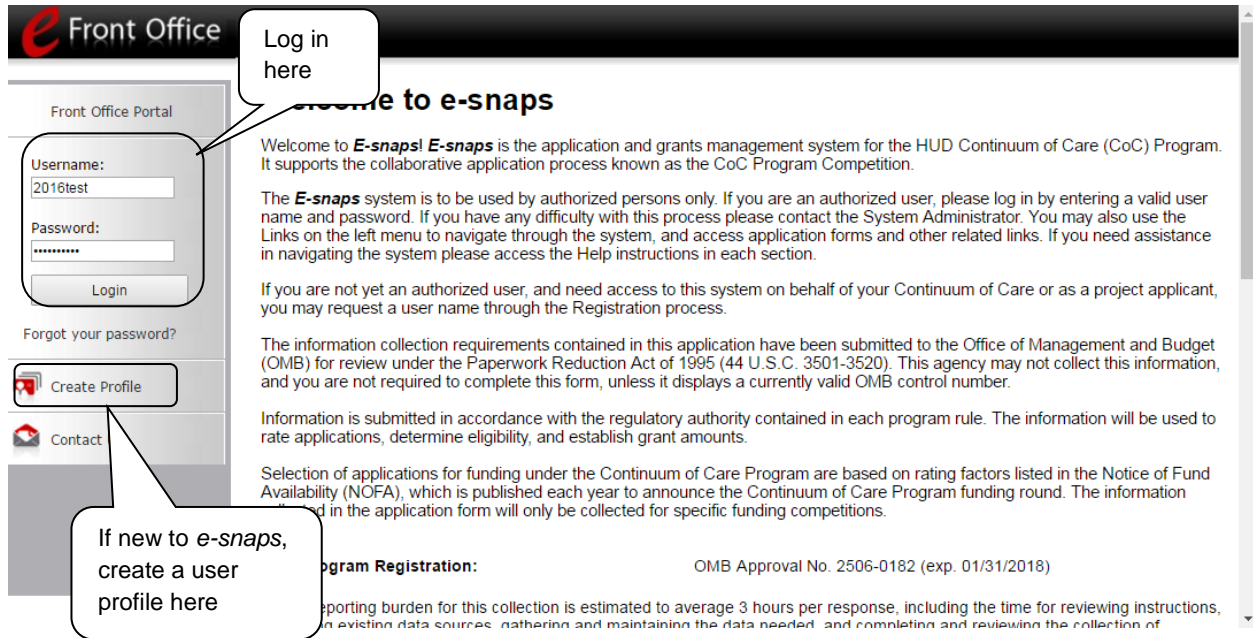 Front Office
Log in
here
Front Office Portal
Username:
2016test
Password:
Login
Forgot your password?
Create Profile
Contact
If new to e-snaps,
create a user
profile here
to e-snaps
Welcome to E-snaps! E-snaps is the application and grants management system for the HUD Continuum of Care (CoC) Program.
It supports the collaborative application process known as the CoC Program Competition.
The E-snaps system is to be used by authorized persons only. If you are an authorized user, please log in by entering a valid user
name and password. If you have any difficulty with this process please contact the System Administrator. You may also use the
Links on the left menu to navigate through the system, and access application forms and other related links. If you need assistance
in navigating the system please access the Help instructions in each section.
If you are not yet an authorized user, and need access to this system on behalf of your Continuum of Care or as a project applicant,
you may request a user name through the Registration process.
The information collection requirements contained in this application have been submitted to the Office of Management and Budget
(OMB) for review under the Paperwork Reduction Act of 1995 (44 U.S.C. 3501-3520). This agency may not collect this information,
and you are not required to complete this form, unless it displays a currently valid OMB control number.
Information is submitted in accordance with the regulatory authority contained in each program rule. The information will be used to
rate applications, determine eligibility, and establish grant amounts.
Selection of applications for funding under the Continuum of Care Program are based on rating factors listed in the Notice of Fund
Availability (NOFA), which is published each year to announce the Continuum of Care Program funding round. The information
in the application form will only be collected for specific funding competitions.
Registration: OMB Approval No. 2506-0182 (exp. 01/31/2018)
burden for this collection is estimated to average 3 hours per response, including the time for reviewing instructions,
existing data sources, gathering and maintaining the data needed, and completing and reviewing the collection of